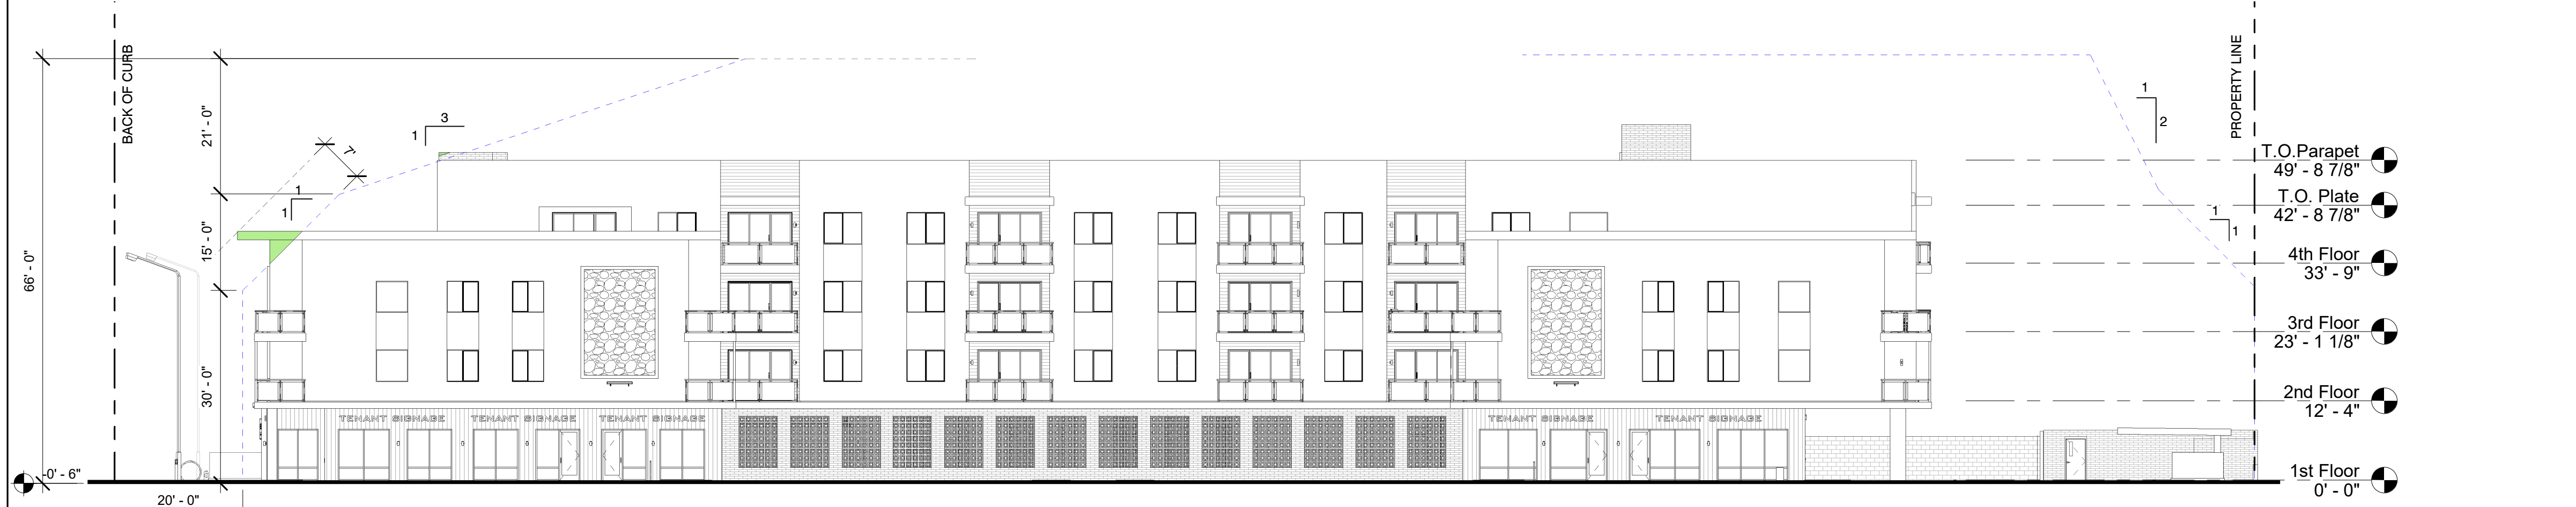 BACK OF CURB
PROPERTY LINE
66' - 0"
21' - 0"
15' - 0"
30' - 0"
7'
3
1
1
1
1
2
1
1
T.O.Parapet
49' - 8 7/8"
T.O. Plate
42' - 8 7/8"
4th Floor
33' - 9"
3rd Floor
23' - 1 1/8"
2nd Floor
12' - 4"
TENANT SIGNAGE TENANT SIGNAGE TENANT SIGNAGE TENANT SIGNAGE TENANT SIGNAGE
1st Floor
0' - 0"
-0' - 6"
20' - 0"